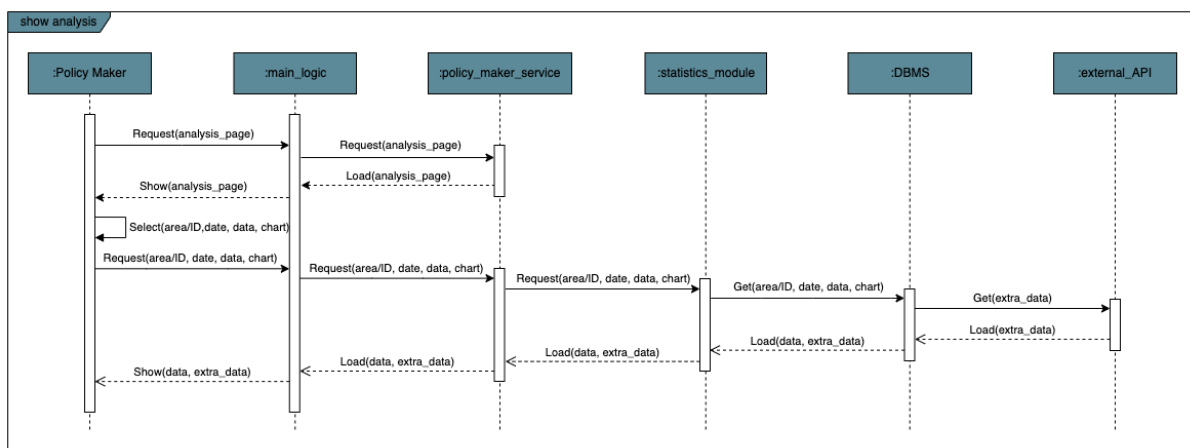 show analysis
:Policy Maker
:main_logic
:policy_maker_service
:statistics_module
:DBMS
:external_API
Request(analysis_page)
Request(analysis_page)
Load(analysis_page)
Show(analysis_page)
Select(area/ID,date, data, chart)
Request(area/ID, date, data, chart)
Request(area/ID, date, data, chart)
Request(area/ID, date, data, chart)
Get(area/ID, date, data, chart)
Get(extra_data)
Load(extra_data)
Load(data, extra_data)
Load(data, extra_data)
Load(data, extra_data)
Show(data, extra_data)